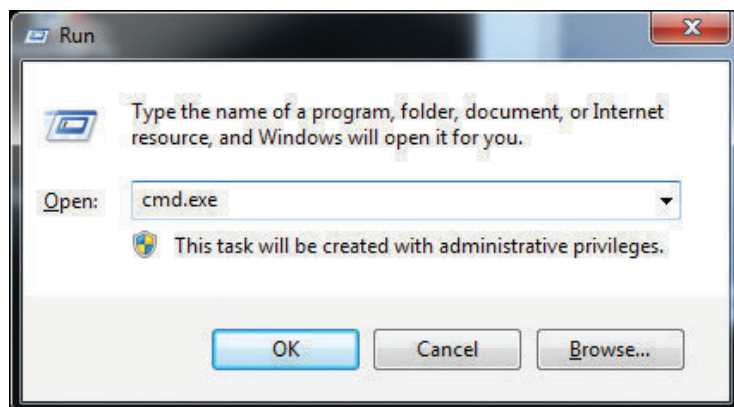 Run
Type the name of a program, folder, document, or Internet
resource, and Windows will open it for you.
Open: cmd.exe
This task will be created with administrative privileges.
OK Cancel Browse...